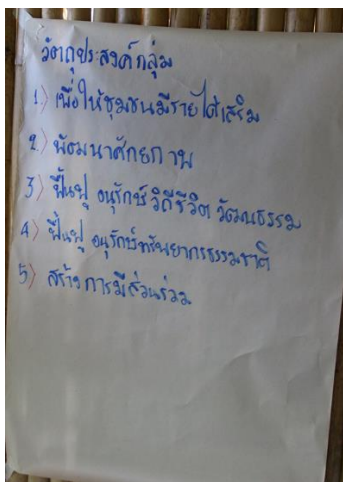 วัตถุประสงค์กลุ่ม
1) เพื่อให้ชุมชนมีรายได้เสริม
2) พัฒนาศักยภาพ
3) ฟื้นฟู อนุรักษ์วิถีชีวิต วัฒนธรรม
4) ฟื้นฟู อนุรักษ์ทรัพยากรธรรมชาติ
5) สร้างการมีส่วนร่วม